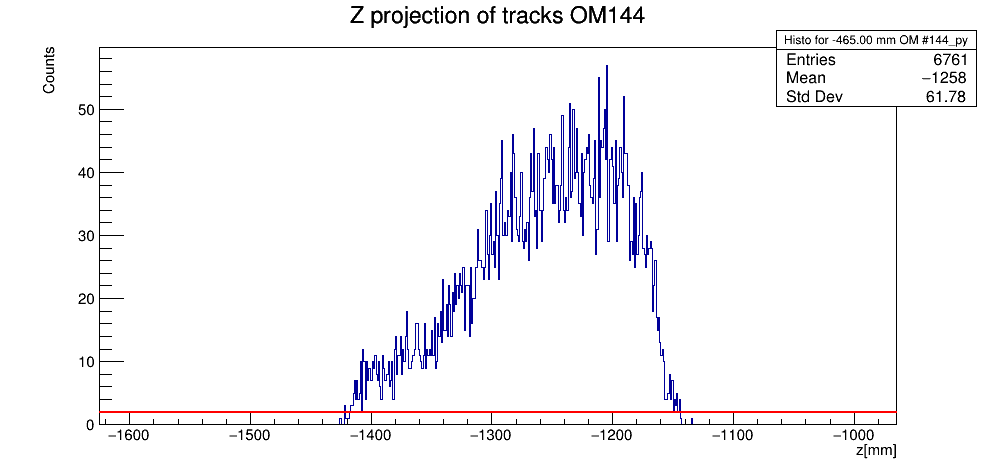 Z projection of tracks OM144
Histo for -465.00 mm OM #144_py
Entries 6761
Mean −1258
Std Dev 61.78
Counts
50
40
30
20
10
0
−1600 −1500 −1400 −1300 −1200 −1100 −1000
z[mm]